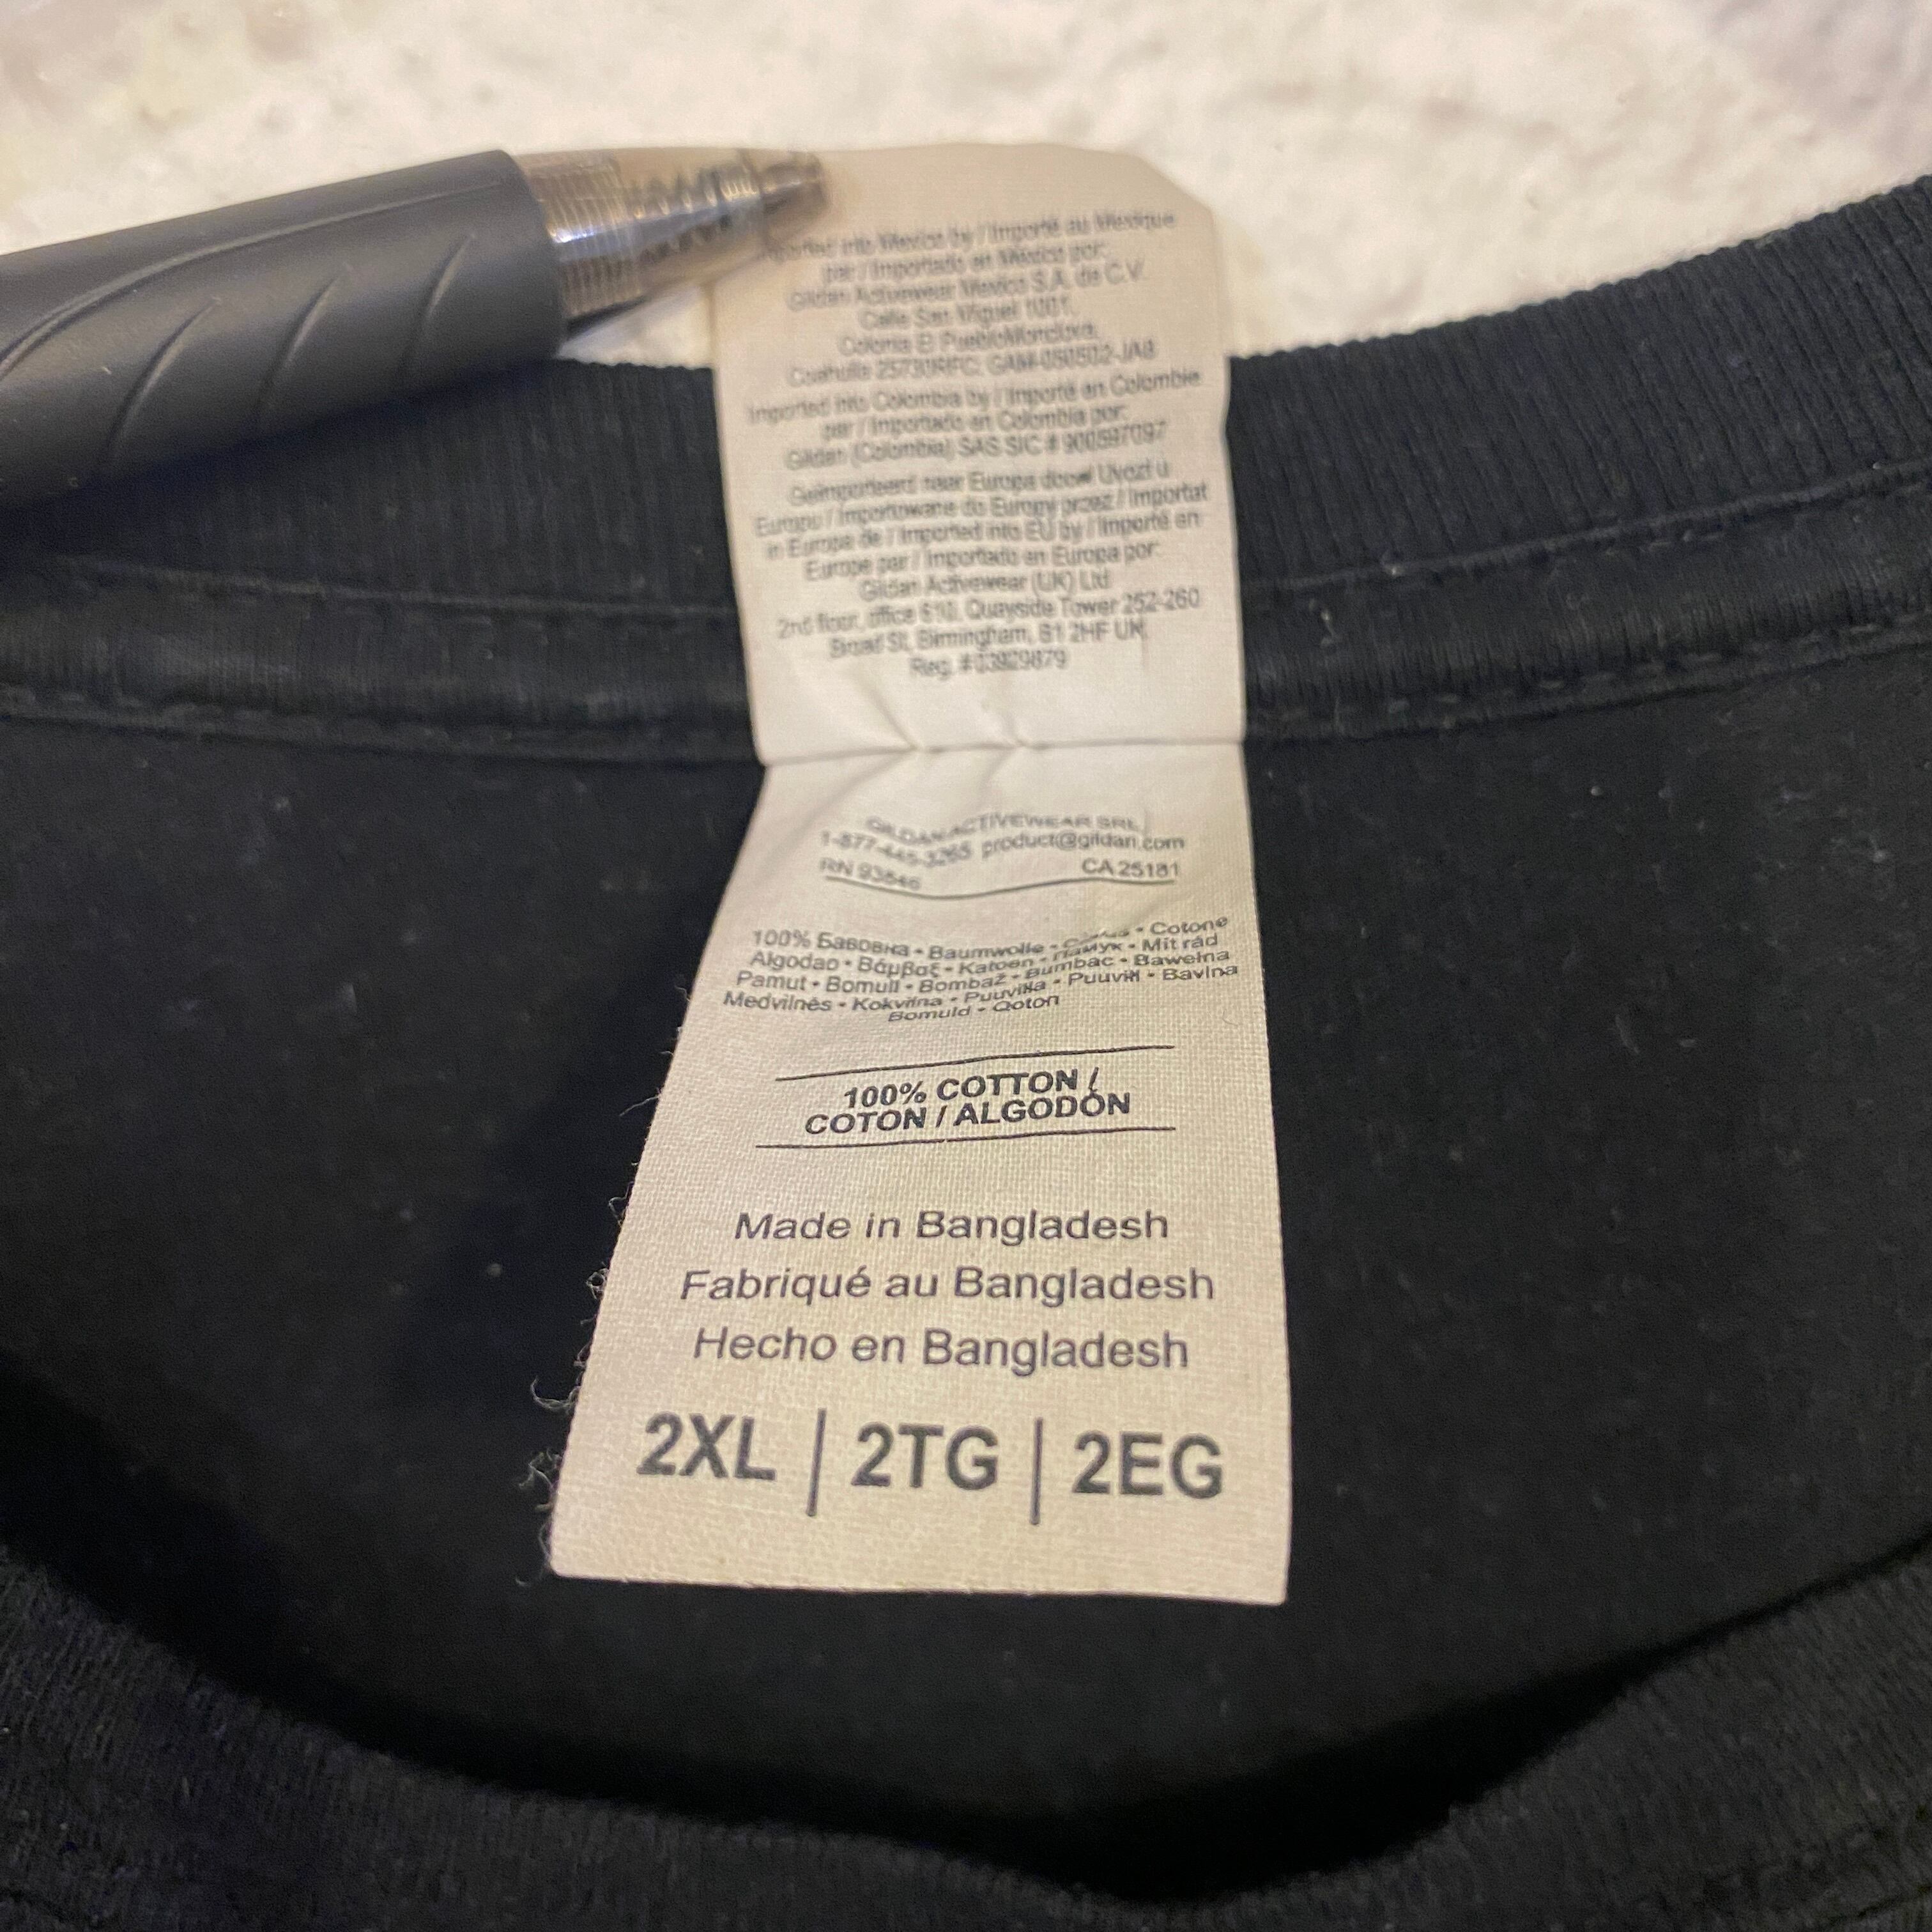 Imported into Mexico by / Importé au Mexique
par / Importado en México por:
Gildan Activewear Mexico S.A. de C.V.
Calle San Miguel 1001,
Colonia El PuebloMonclova,
Coahuila 25730RFC: GAM-050502-JA8
Imported into Colombia by / Importé en Colombie
par / Importado en Colombia por:
Gildan (Colombia) SAS SIC # 900597097
Geïmporteerd naar Europa door/ Uvozi u
Europu / Importowane do Europy przez / Importat
in Europa de / Imported into EU by / Importé en
Europe par / Importado en Europa por:
Gildan Activewear (UK) Ltd
2nd floor, office 610, Quayside Tower 252-260
Broad St, Birmingham, B1 2HF UK
Reg. #03929879
GILDAN ACTIVEWEAR SRL
1-877-445-3265 product@gildan.com
RN 93846 CA 25181
100% Бавовна • Baumwolle • • Cotone
Algodao • Βάμβαξ • Katoen • Памук • Mit rád
Pamut • Bomull • Bombaž • Bumbac • Bawełna
Medvilnès • Kokvilna • Puuvilla • Puuvill • Bavlna
Bomuld • Qoton
100% COTTON /
COTON / ALGODÓN
Made in Bangladesh
Fabriqué au Bangladesh
Hecho en Bangladesh
2XL | 2TG | 2EG